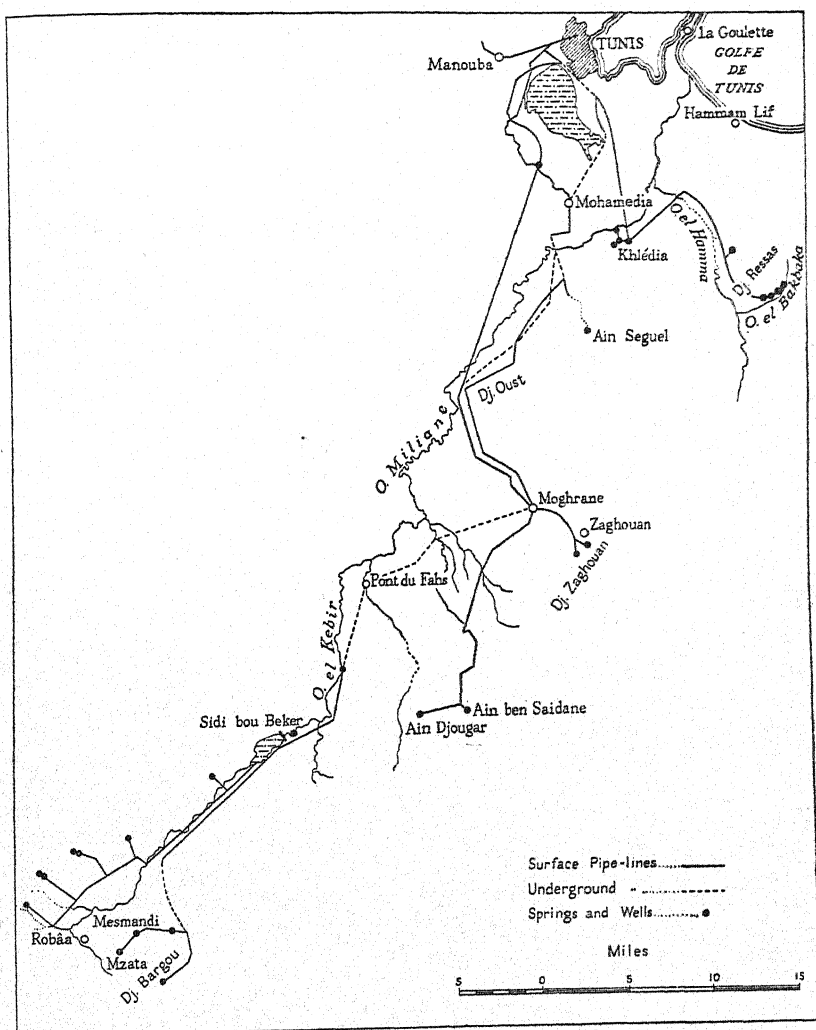 La Goulette
TUNIS
GOLFE
DE
TUNIS
Manouba
Hammam Lif
Mohamedia
O. el Hamma
Khlédia
Dj. Ressas
O. el Bakbaka
Ain Seguel
Dj. Oust
O. Miliane
Moghrane
Zaghouan
Dj. Zaghouan
Pont du Fahs
O. el Kebir
Ain ben Saidane
Ain Djougar
Sidi bou Beker
Mesmandi
Robâa
Mzata
Dj. Bargou
Surface Pipe-lines
Underground "
Springs and Wells
Miles
5 0 5 10 15